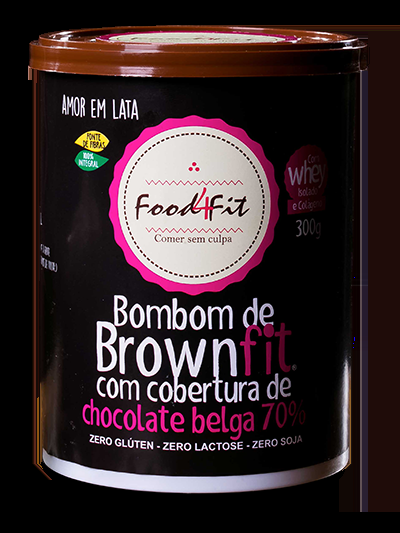 AMOR EM LATA
FONTE
DE FIBRAS
100%
INTEGRAL
Com
whey
Isolado
e Colágeno
300g
Food4Fit
Comer sem culpa
Bombom de
Brownfit®
com cobertura de
chocolate belga 70%
ZERO GLÚTEN - ZERO LACTOSE - ZERO SOJA